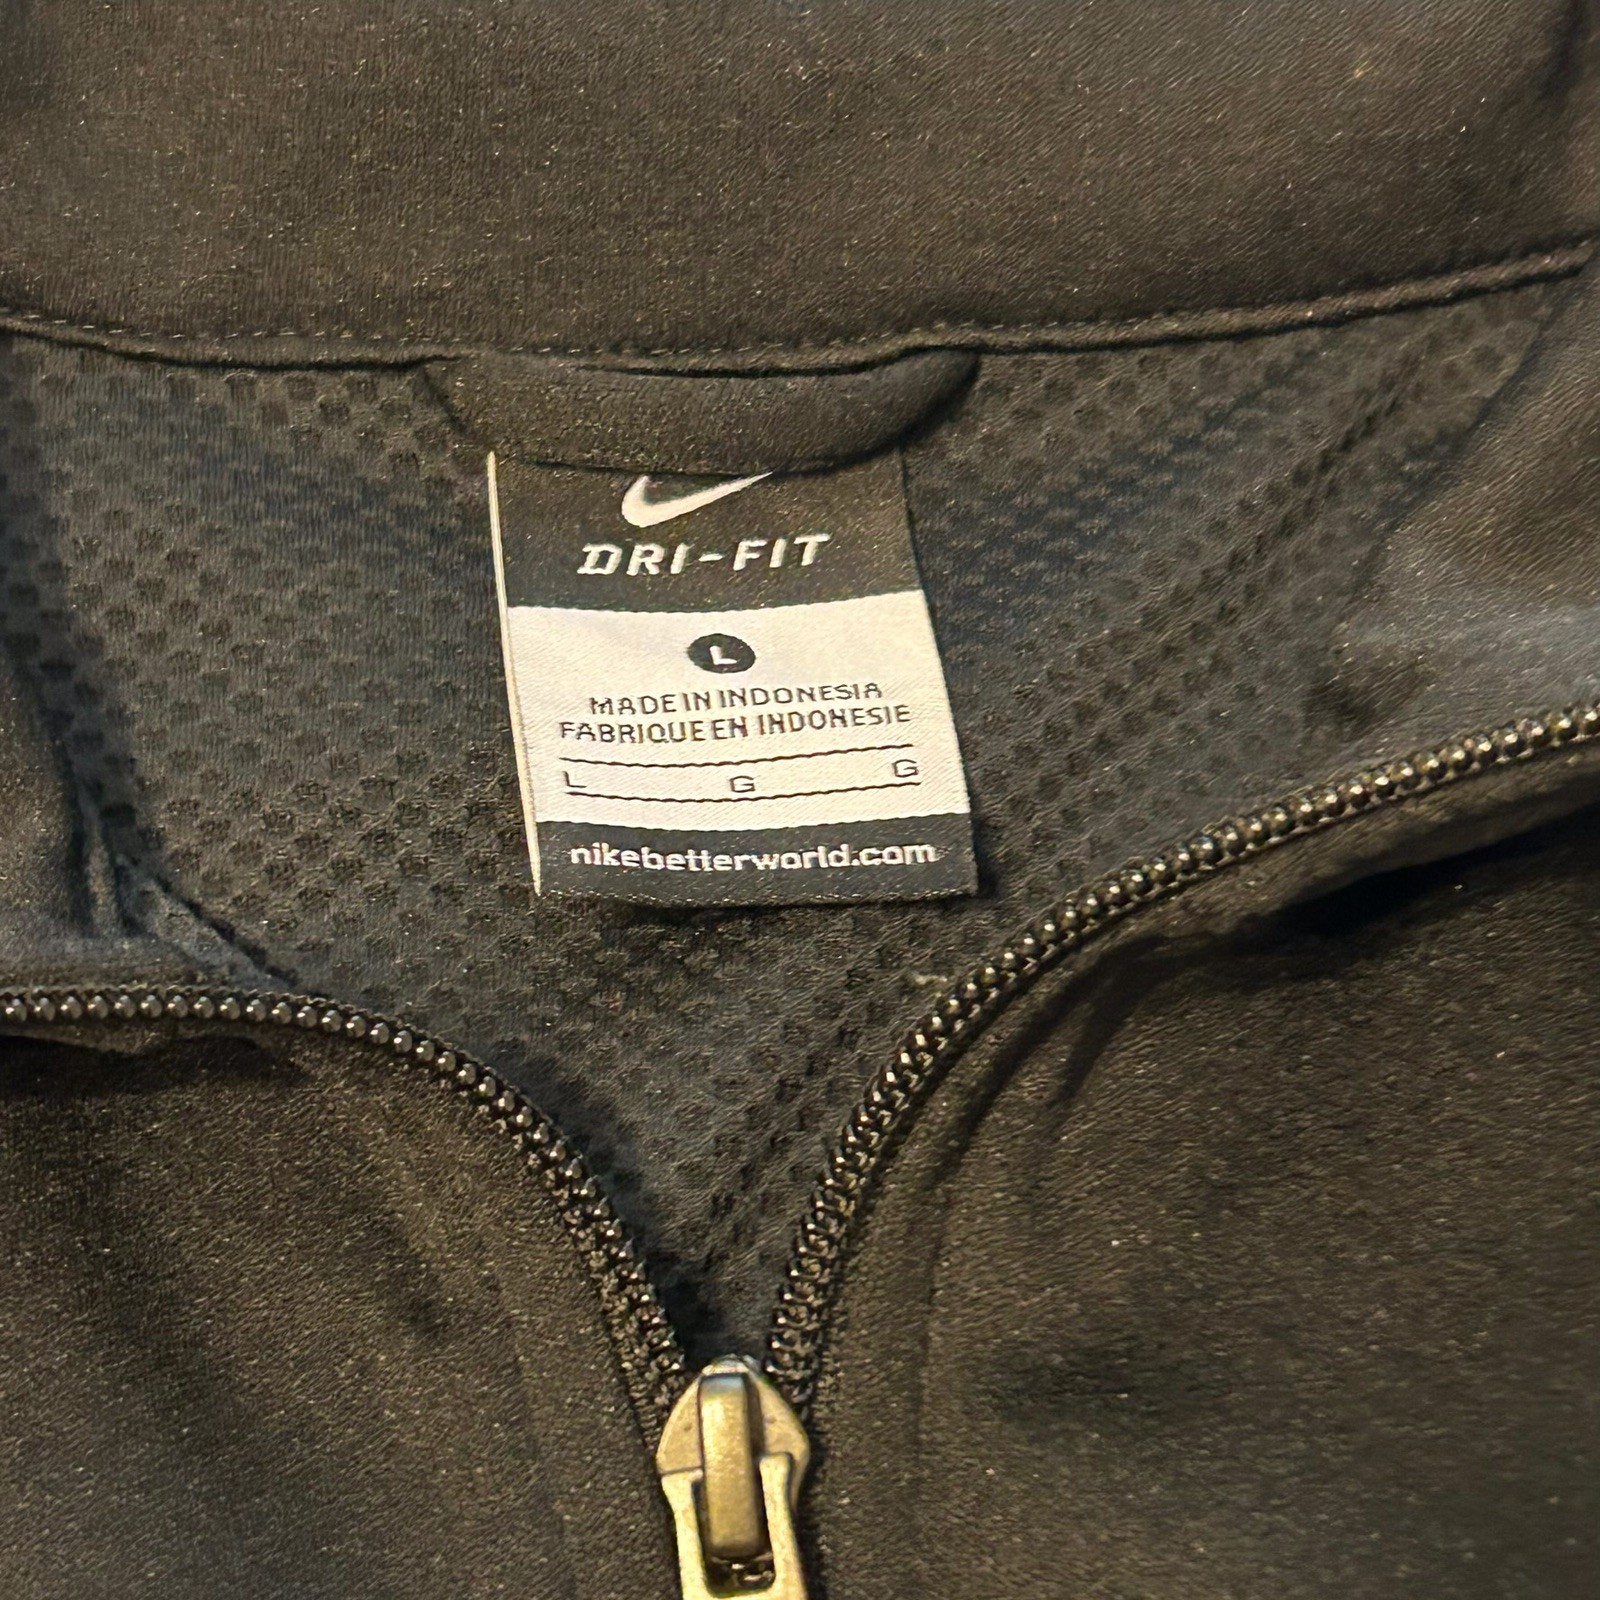 DRI-FIT
L
MADE IN INDONESIA
FABRIQUE EN INDONESIE
L G G
nikebetterworld.com